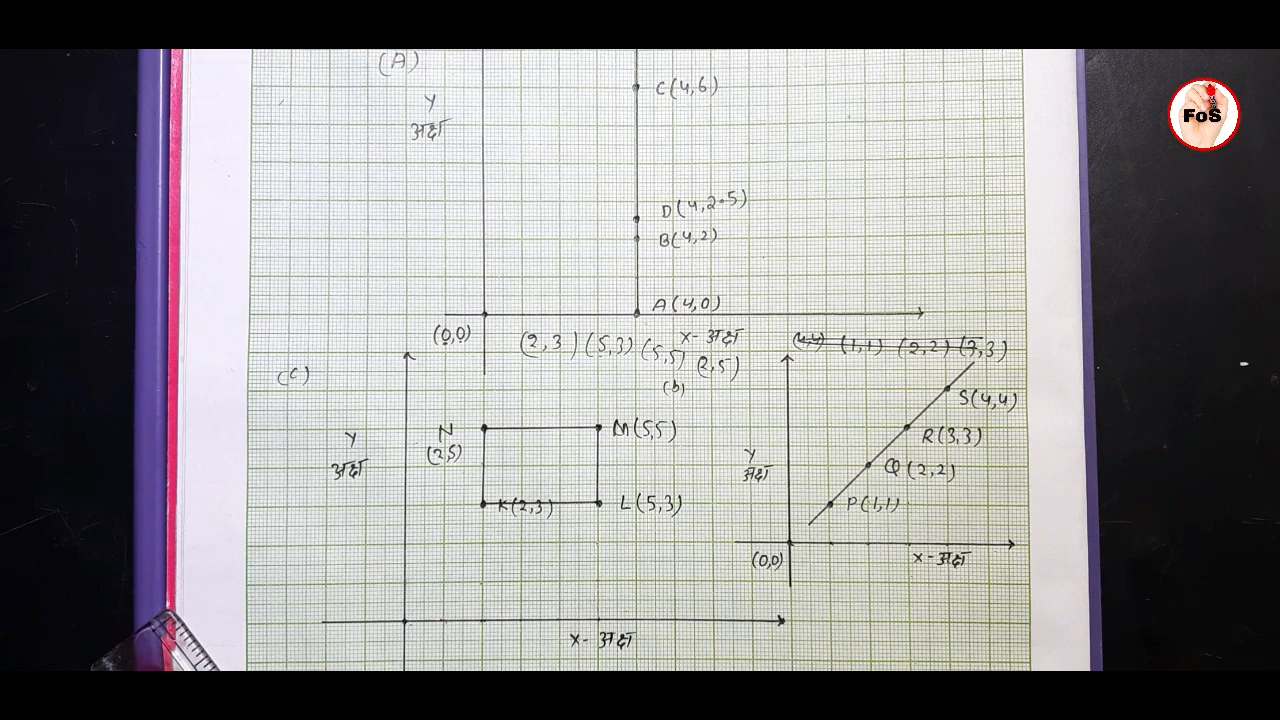 (A)
Y
अक्ष
C(4,6)
D(4,2.5)
B(4,2)
A(4,0)
(0,0)
x-अक्ष
(2,3) (5,3) (5,5) (2,5)
(b)
(4,4) (1,1) (2,2) (3,3)
(C)
S(4,4)
N
(2,5)
M(5,5)
R(3,3)
Y
अक्ष
Y
अक्ष
Q(2,2)
K(2,3)
L(5,3)
P(1,1)
(0,0)
x-अक्ष
x-अक्ष
FoS